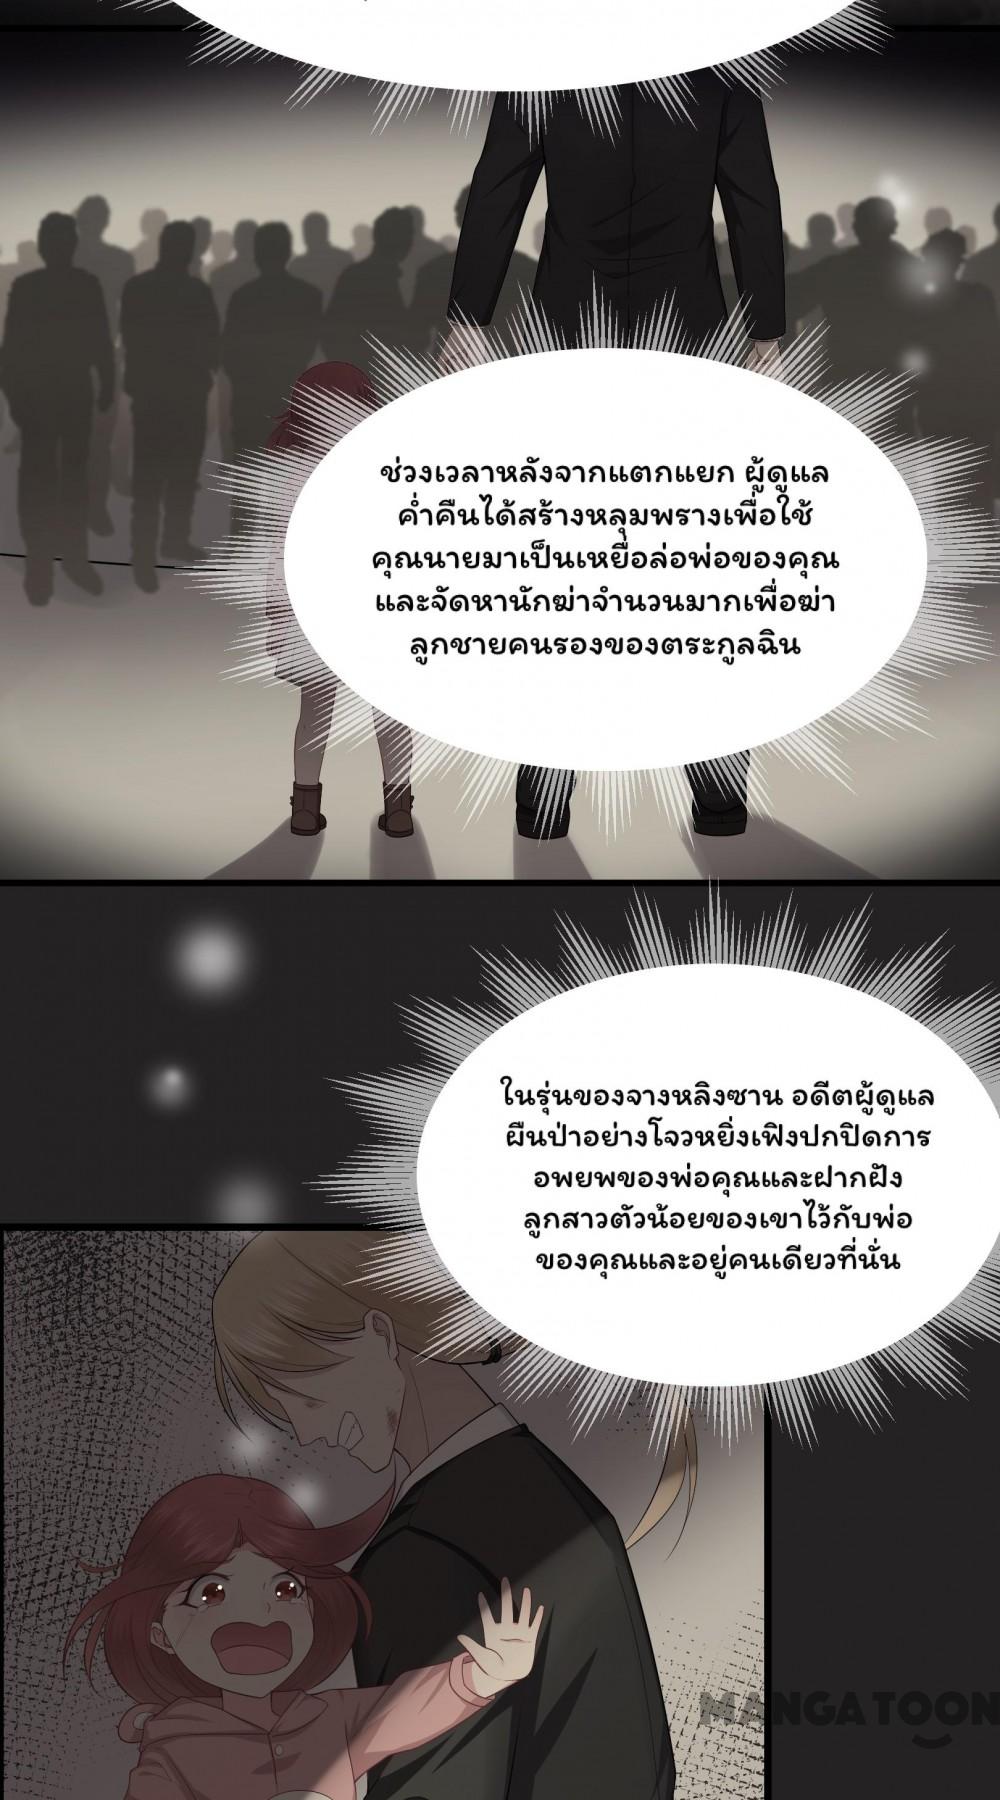 ช่วงเวลาหลังจากแตกแยก ผู้ดูแล
ค่ำคืนได้สร้างหลุมพรางเพื่อใช้
คุณนายมาเป็นเหยื่อล่อพ่อของคุณ
และจัดหานักฆ่าจำนวนมากเพื่อฆ่า
ลูกชายคนรองของตระกูลฉิน
ในรุ่นของจางหลิงซาน อดีตผู้ดูแล
ผืนป่าอย่างโจวหยิ่งเฟิงปกปิดการ
อพยพของพ่อคุณและฝากฝัง
ลูกสาวตัวน้อยของเขาไว้กับพ่อ
ของคุณและอยู่คนเดียวที่นั่น
MANGATOON